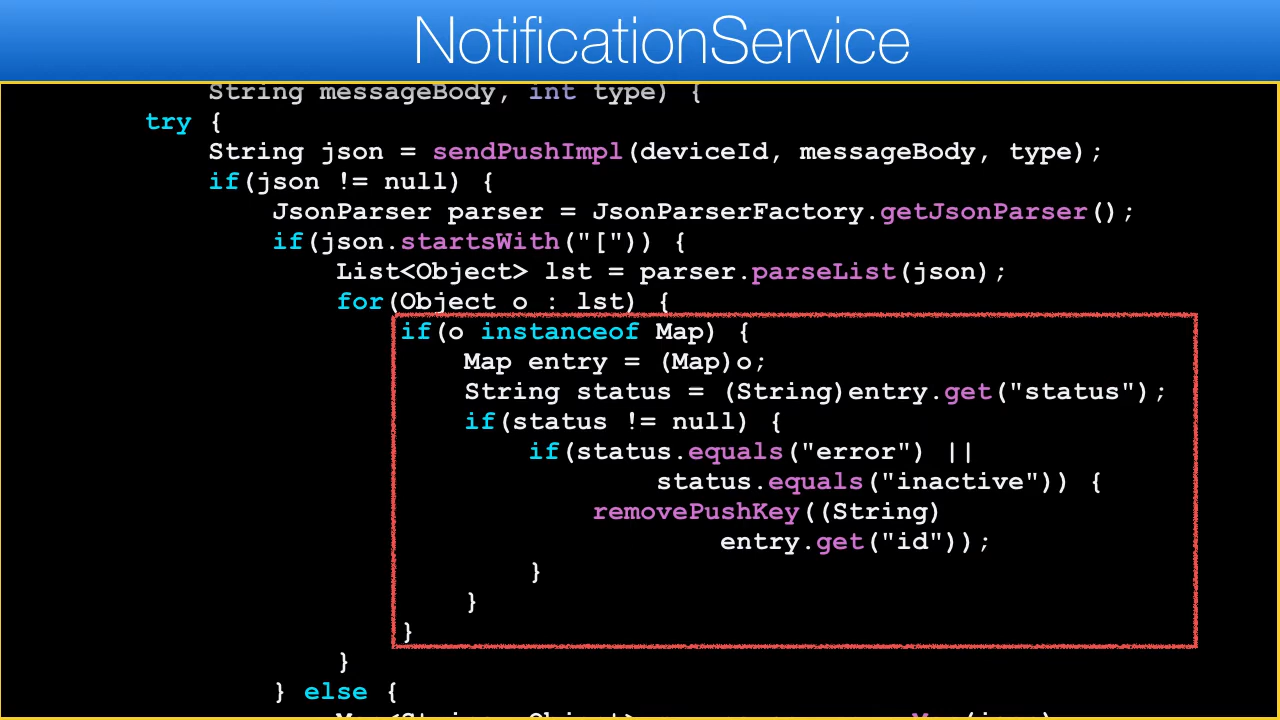 NotificationService
String messageBody, int type) {
try {
String json = sendPushImpl(deviceId, messageBody, type);
if(json != null) {
JsonParser parser = JsonParserFactory.getJsonParser();
if(json.startsWith("[")) {
List<Object> lst = parser.parseList(json);
for(Object o : lst) {
if(o instanceof Map) {
Map entry = (Map)o;
String status = (String)entry.get("status");
if(status != null) {
if(status.equals("error") ||
status.equals("inactive")) {
removePushKey((String)
entry.get("id"));
}
}
}
}
} else {